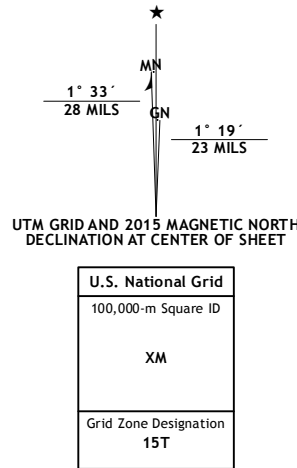 ★
MN
1° 33´
28 MILS
GN
1° 19´
23 MILS
UTM GRID AND 2015 MAGNETIC NORTH
DECLINATION AT CENTER OF SHEET
U.S. National Grid
100,000-m Square ID
XM
Grid Zone Designation
15T